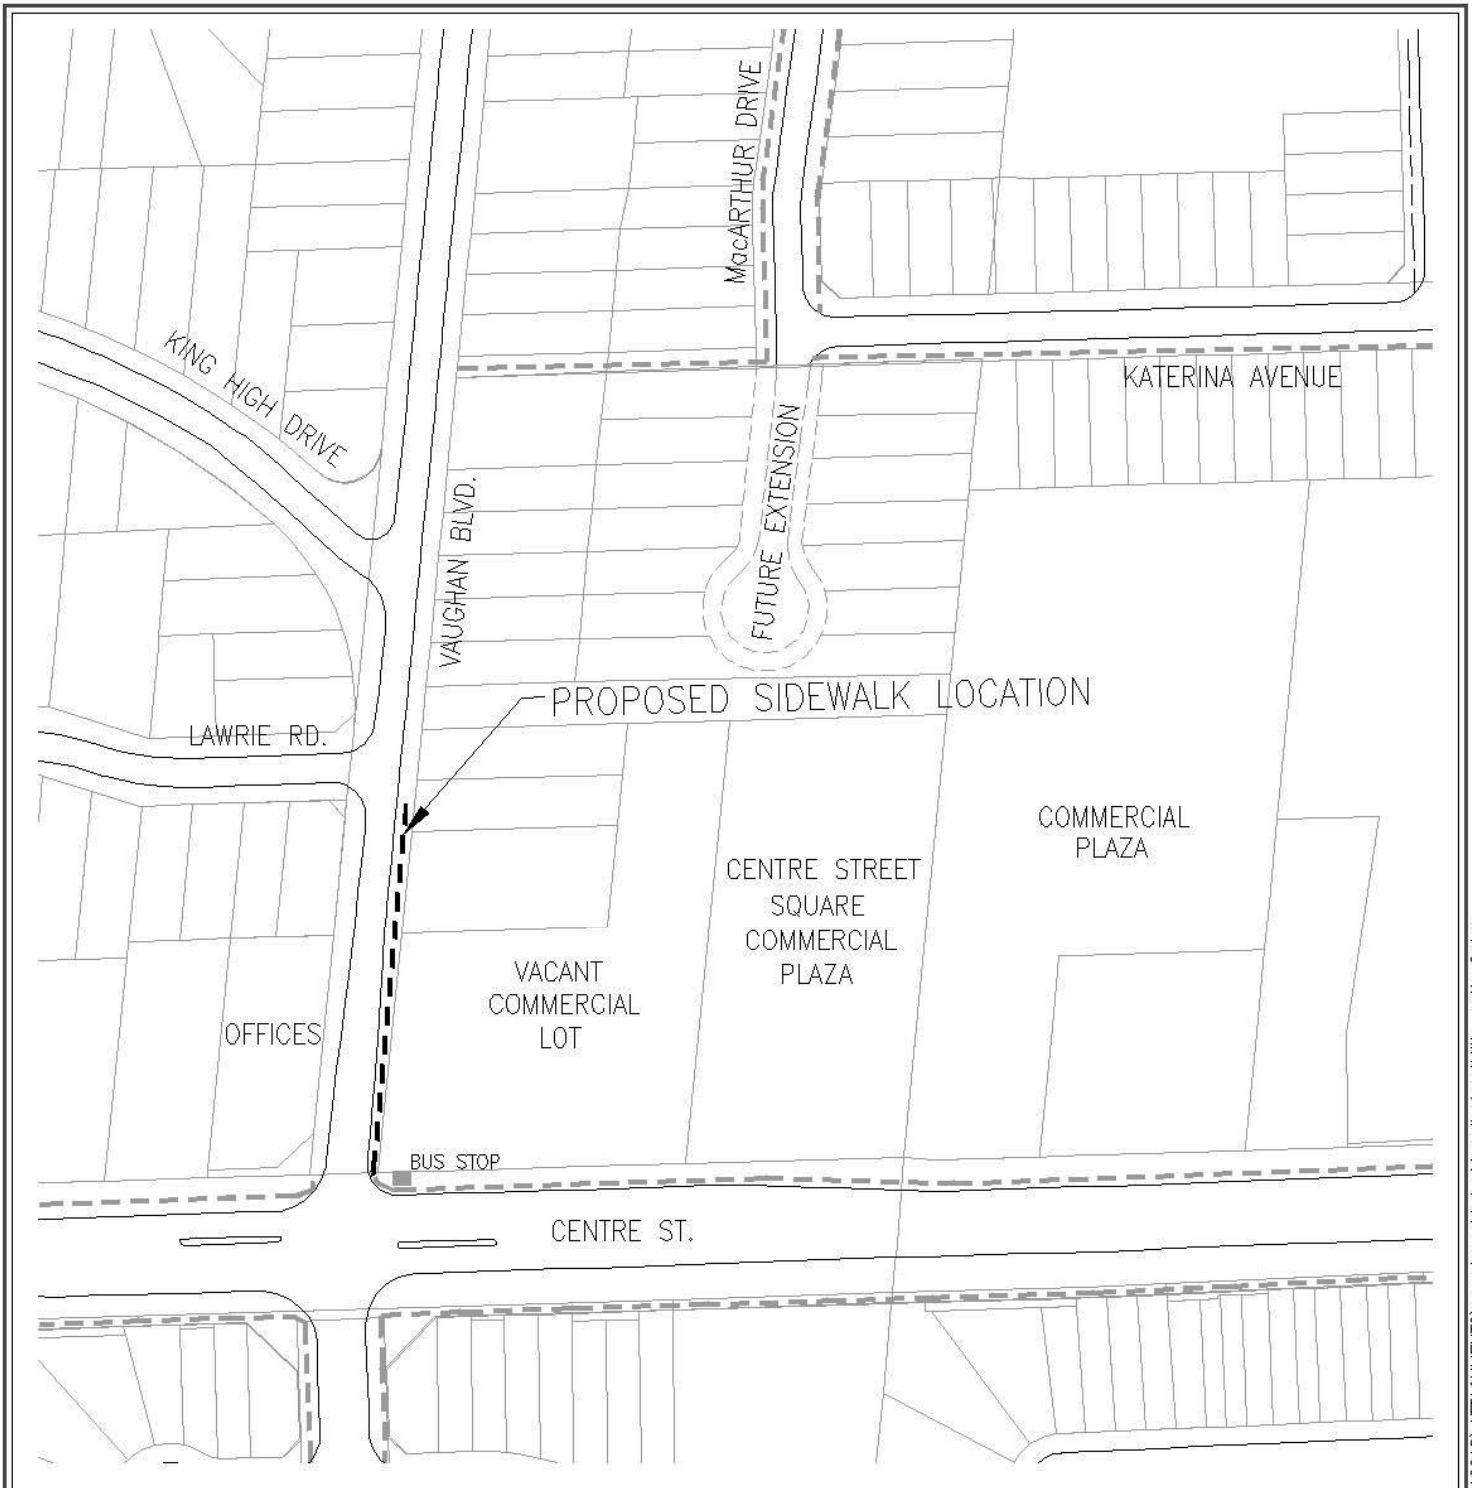 MacARTHUR DRIVE
KING HIGH DRIVE
KATERINA AVENUE
FUTURE EXTENSION
VAUGHAN BLVD.
PROPOSED SIDEWALK LOCATION
LAWRIE RD.
COMMERCIAL
PLAZA
CENTRE STREET
SQUARE
COMMERCIAL
PLAZA
VACANT
COMMERCIAL
LOT
OFFICES
BUS STOP
CENTRE ST.